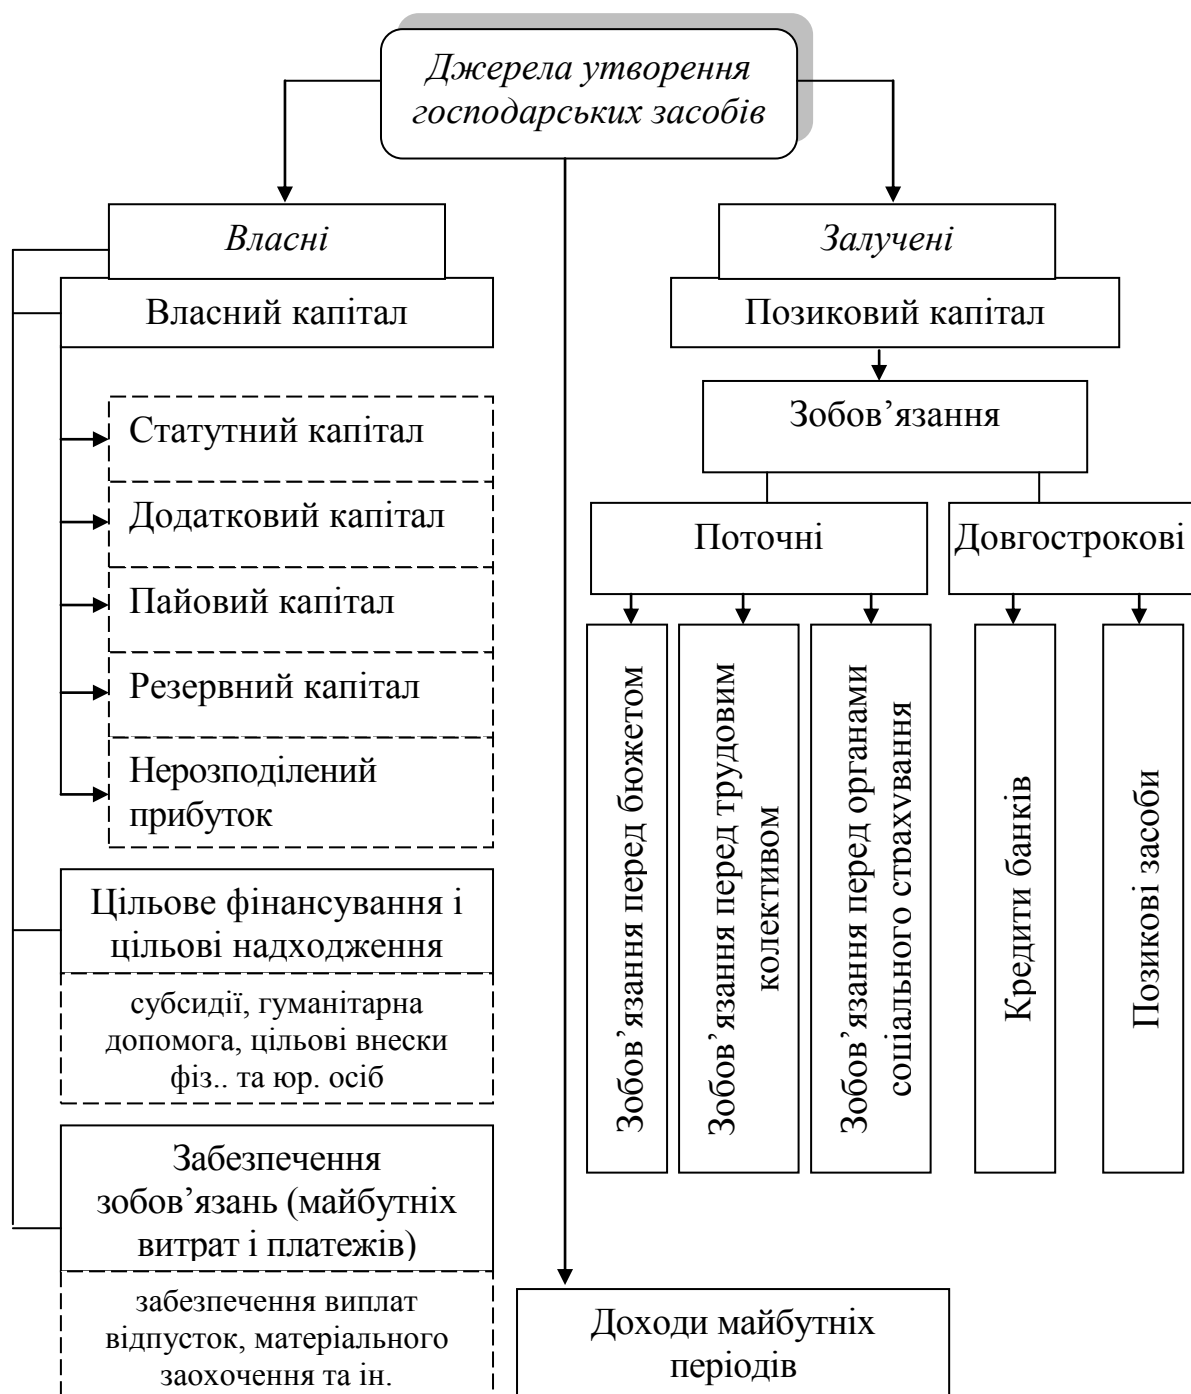 Джерела утворення
господарських засобів
Власні
Власний капітал
Статутний капітал
Додатковий капітал
Пайовий капітал
Резервний капітал
Нерозподілений
прибуток
Цільове фінансування і
цільові надходження
субсидії, гуманітарна
допомога, цільові внески
фіз.. та юр. осіб
Забезпечення
зобов’язань (майбутніх
витрат і платежів)
забезпечення виплат
відпусток, матеріального
заохочення та ін.
Залучені
Позиковий капітал
Зобов’язання
Поточні
Довгострокові
Зобов’язання перед бюжетом
Зобов’язання перед трудовим
колективом
Зобов’язання перед органами
соціального страхування
Кредити банків
Позикові засоби
Доходи майбутніх
періодів